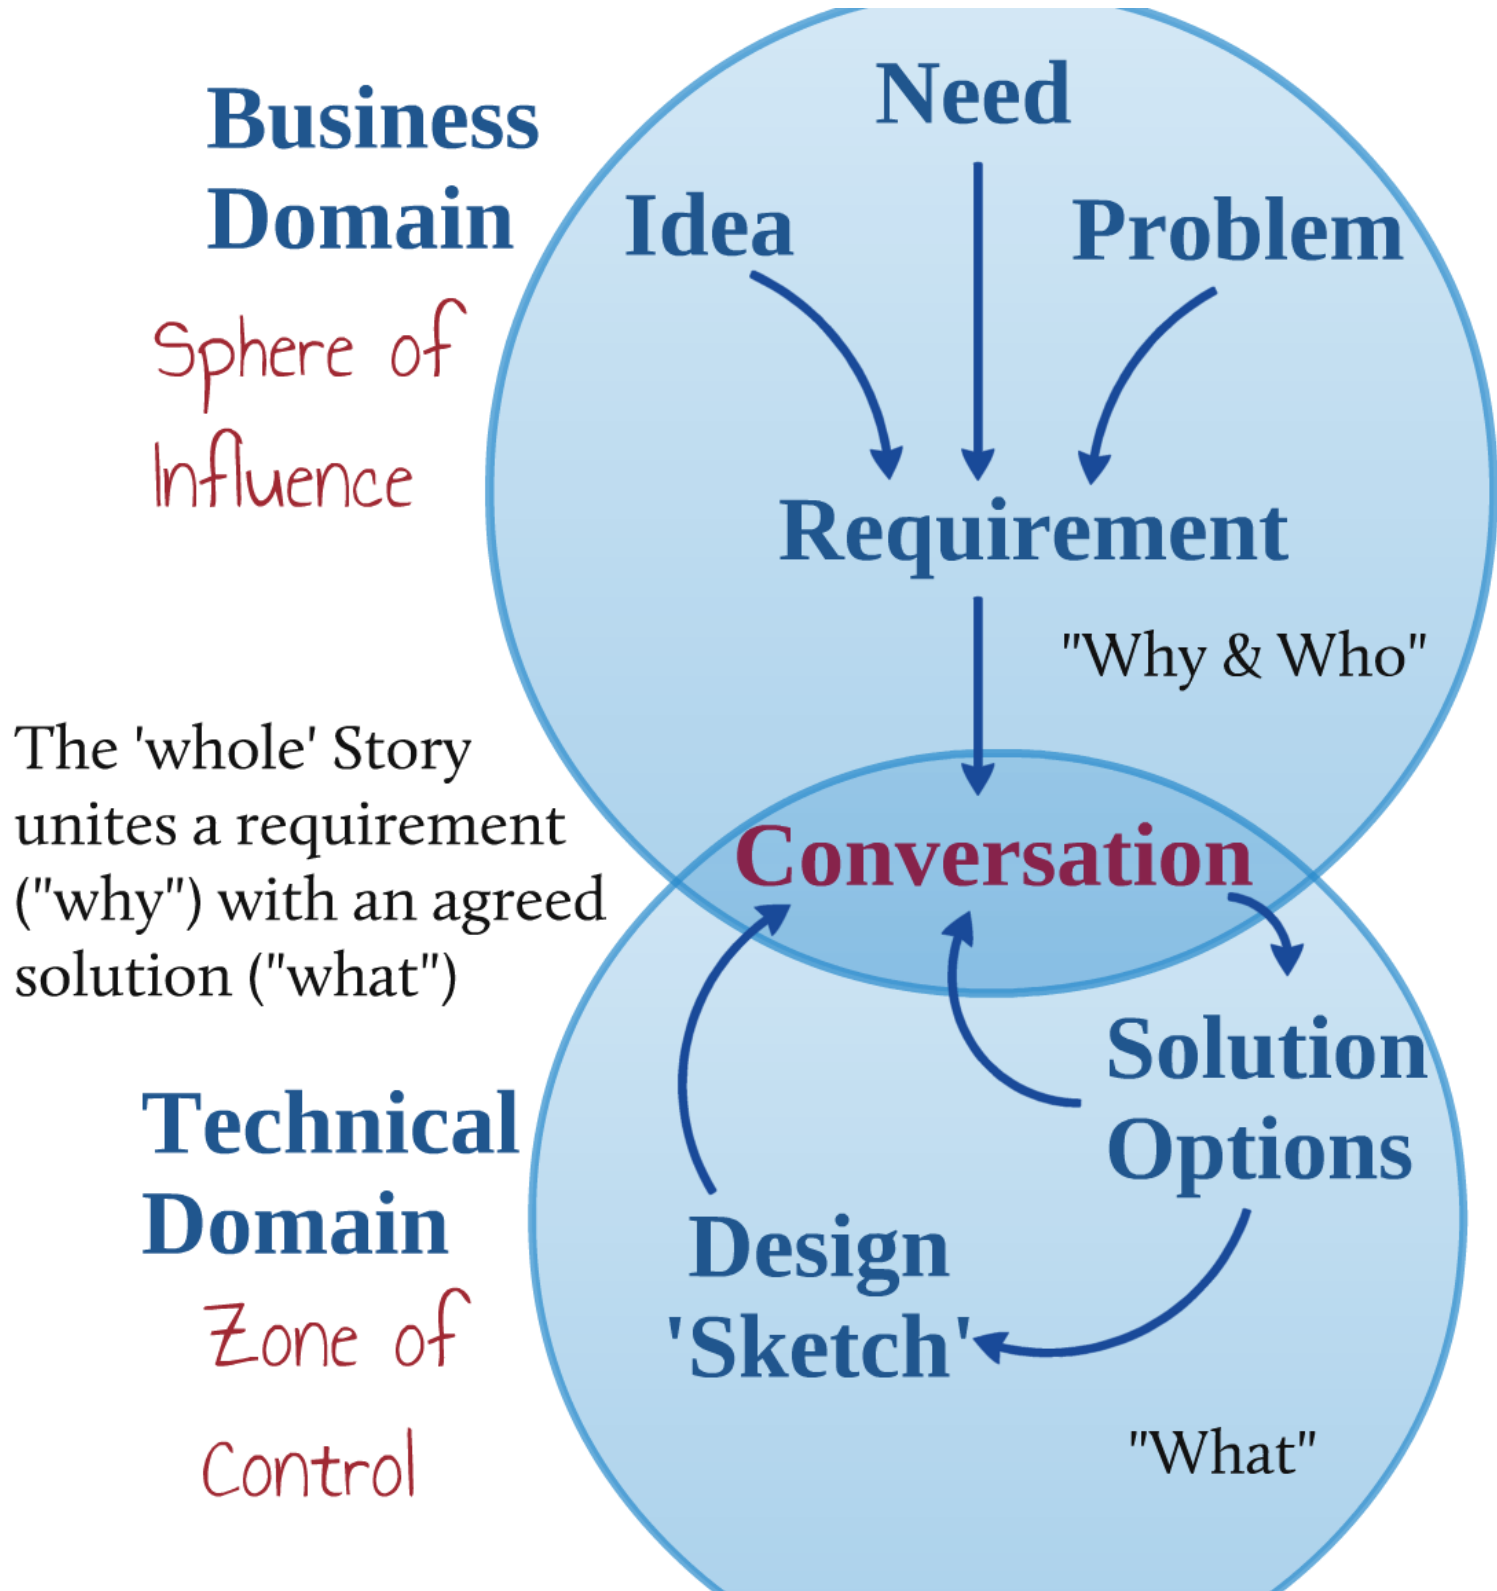 Business
Domain
Sphere of
Influence
Need
Idea
Problem
Requirement
"Why & Who"
The 'whole' Story
unites a requirement
("why") with an agreed
solution ("what")
Conversation
Solution
Options
Technical
Domain
Zone of
Control
Design
'Sketch'
"What"